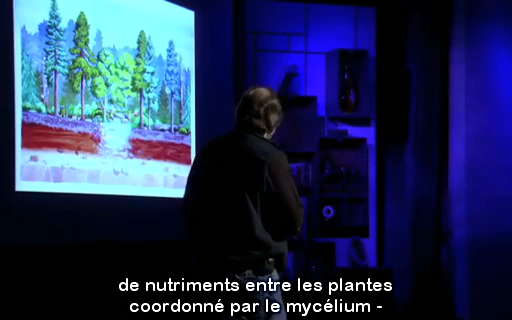 de nutriments entre les plantes
coordonné par le mycélium -